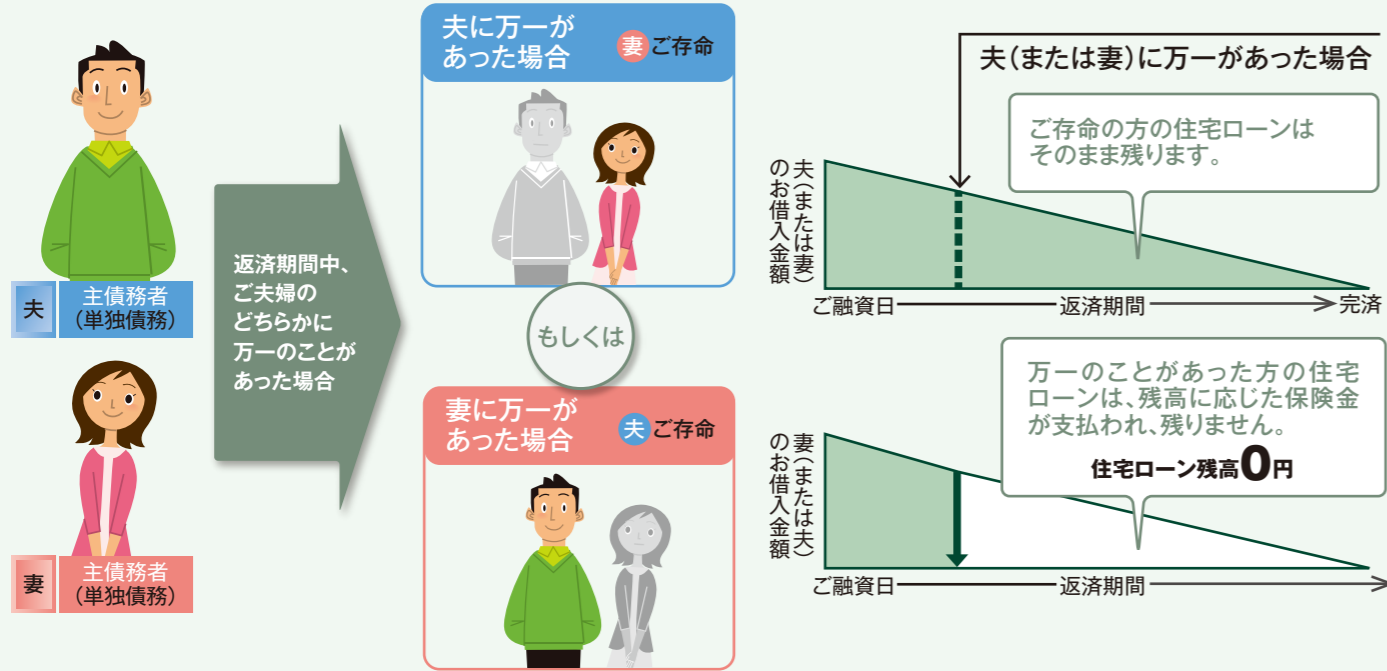 夫
主債務者
(単独債務)
妻
主債務者
(単独債務)
返済期間中、
ご夫婦の
どちらかに
万一のことが
あった場合
夫に万一が
あった場合
妻 ご存命
もしくは
妻に万一が
あった場合
夫 ご存命
夫(または妻)に万一があった場合
ご存命の方の住宅ローンは
そのまま残ります。
夫(または妻)
のお借入金額
ご融資日 返済期間 完済
万一のことがあった方の住宅
ローンは、残高に応じた保険金
が支払われ、残りません。
住宅ローン残高0円
妻(または夫)
のお借入金額
ご融資日 返済期間